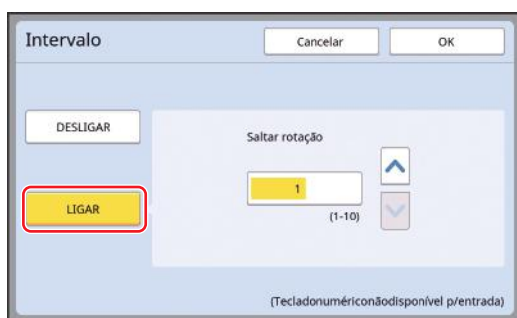 Intervalo
Cancelar
OK
DESLIGAR
Saltar rotação
1
LIGAR
(1-10)
(Tecladonumériconãodisponível p/entrada)